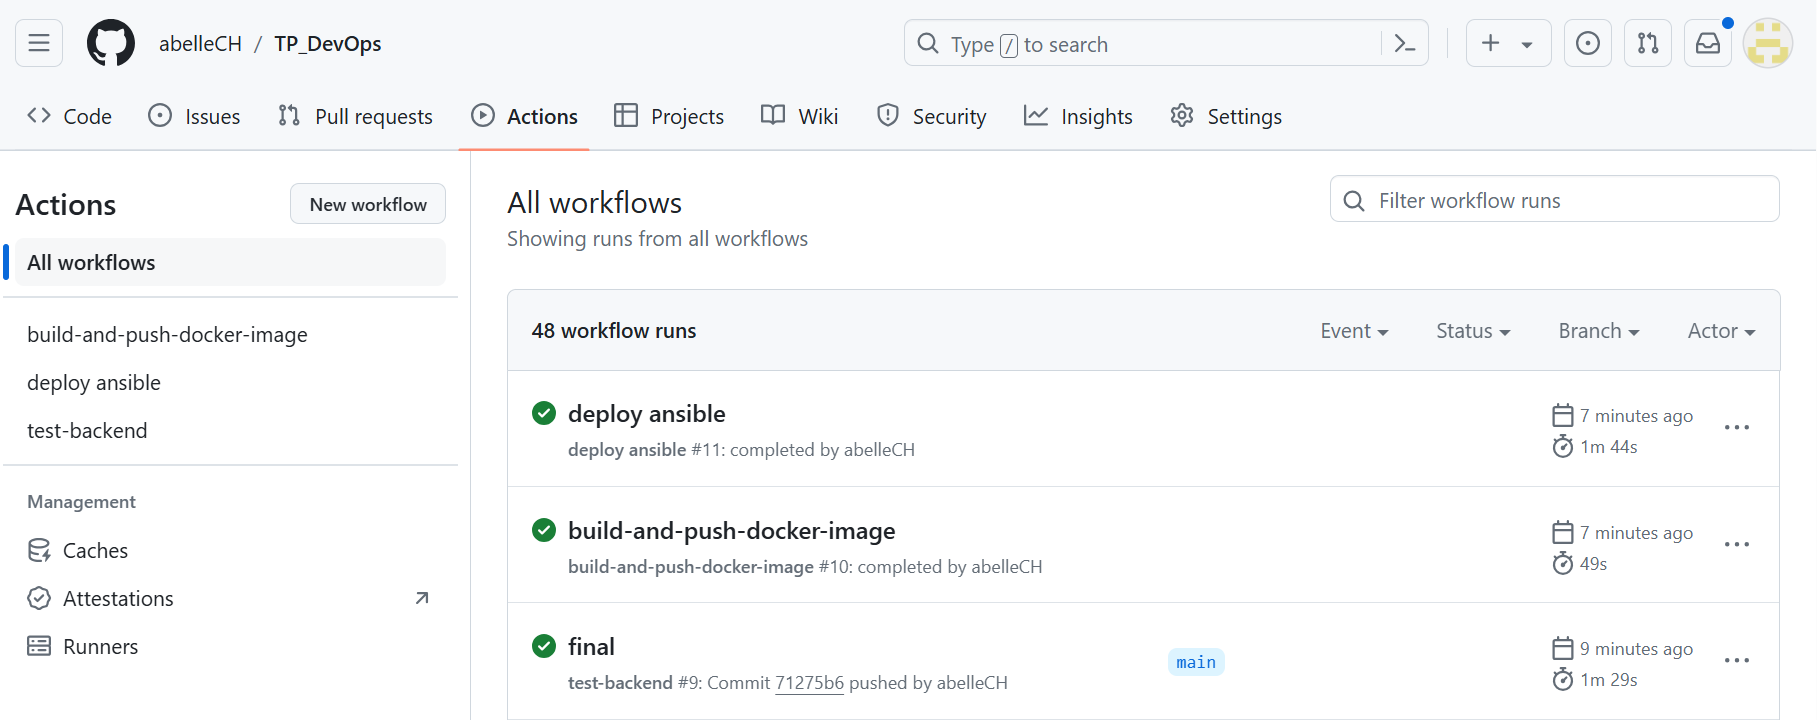 abelleCH / TP_DevOps
Type / to search
Code Issues Pull requests Actions Projects Wiki Security Insights Settings
Actions
New workflow
All workflows
build-and-push-docker-image
deploy ansible
test-backend
Management
Caches
Attestations
Runners
All workflows
Showing runs from all workflows
Filter workflow runs
48 workflow runs
Event Status Branch Actor
deploy ansible
deploy ansible #11: completed by abelleCH
7 minutes ago
1m 44s
build-and-push-docker-image
build-and-push-docker-image #10: completed by abelleCH
7 minutes ago
49s
final
test-backend #9: Commit 71275b6 pushed by abelleCH
main
9 minutes ago
1m 29s